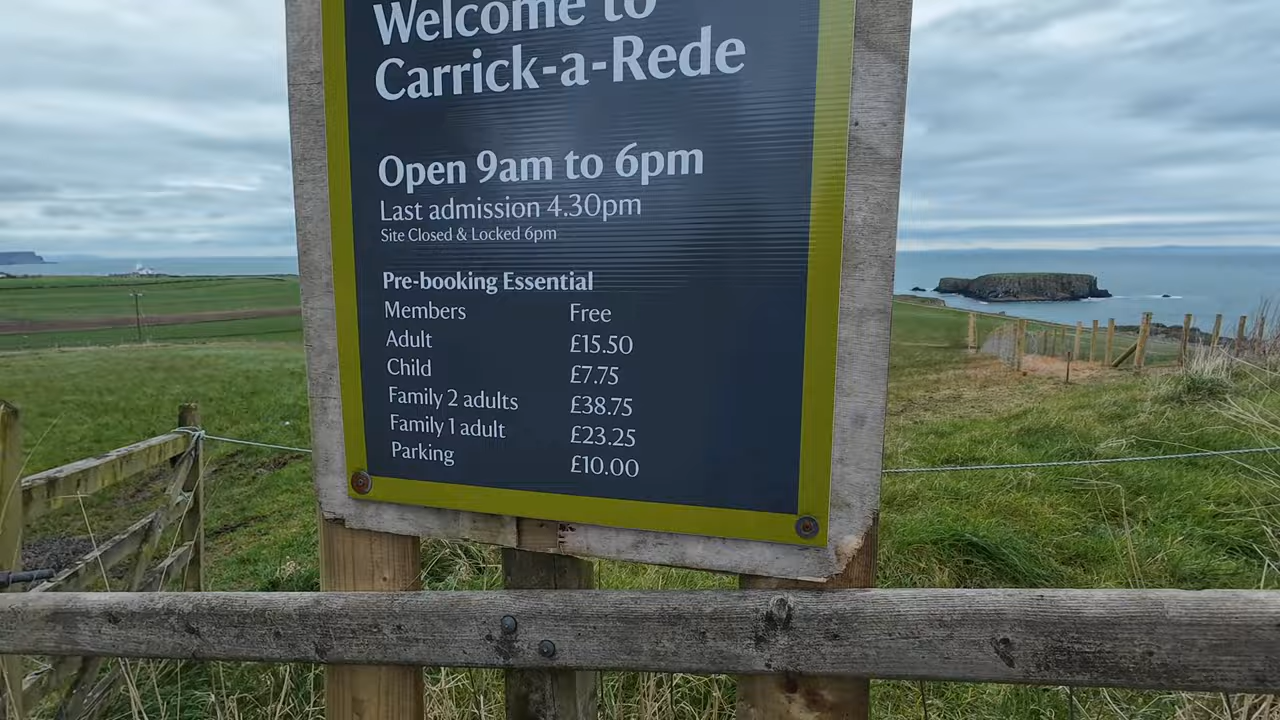 Welcome to
Carrick-a-Rede
Open 9am to 6pm
Last admission 4.30pm
Site Closed & Locked 6pm
Pre-booking Essential
Members Free
Adult £15.50
Child £7.75
Family 2 adults £38.75
Family 1 adult £23.25
Parking £10.00